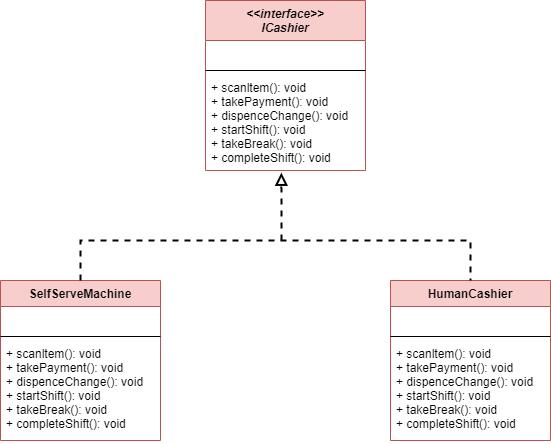 <<interface>>
ICashier
+ scanItem(): void
+ takePayment(): void
+ dispenceChange(): void
+ startShift(): void
+ takeBreak(): void
+ completeShift(): void
SelfServeMachine
+ scanItem(): void
+ takePayment(): void
+ dispenceChange(): void
+ startShift(): void
+ takeBreak(): void
+ completeShift(): void
HumanCashier
+ scanItem(): void
+ takePayment(): void
+ dispenceChange(): void
+ startShift(): void
+ takeBreak(): void
+ completeShift(): void